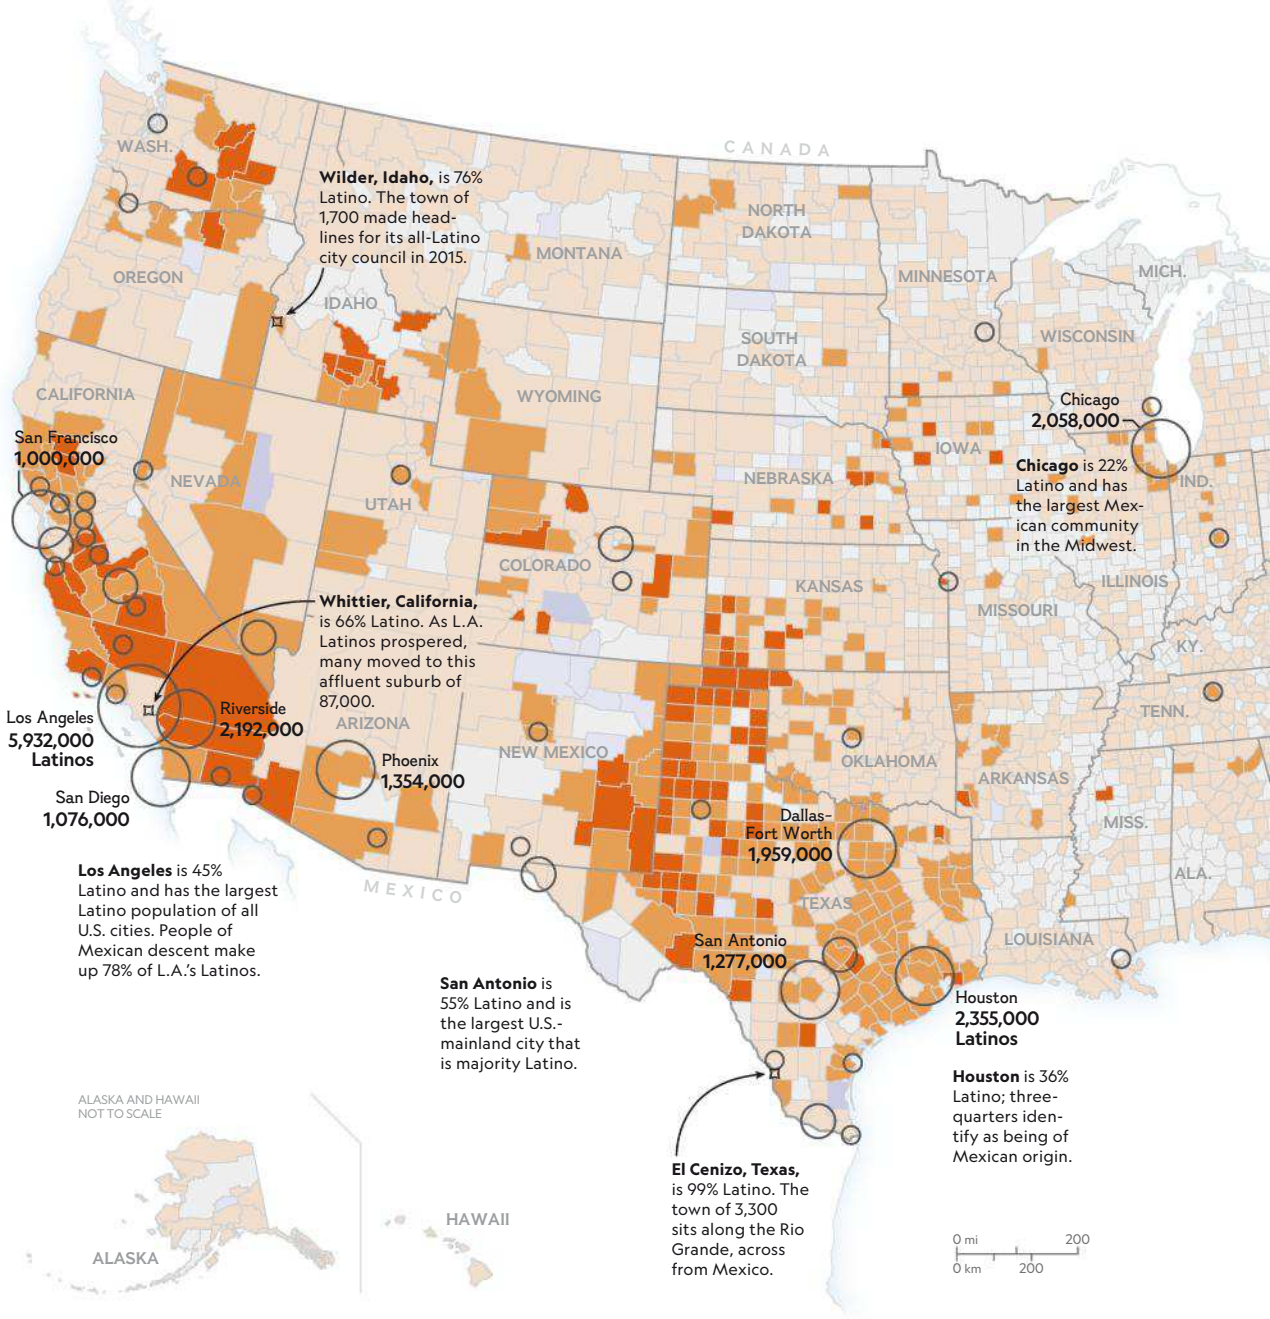 CANADA
WASH.
Wilder, Idaho, is 76%
Latino. The town of
1,700 made head-
lines for its all-Latino
city council in 2015.
MONTANA
NORTH
DAKOTA
MINNESOTA
MICH.
OREGON
IDAHO
WISCONSIN
SOUTH
DAKOTA
WYOMING
CALIFORNIA
Chicago
2,058,000
San Francisco
1,000,000
NEVADA
UTAH
NEBRASKA
IOWA
Chicago is 22%
Latino and has
the largest Mex-
ican community
in the Midwest.
IND.
COLORADO
KANSAS
MISSOURI
ILLINOIS
KY.
Whittier, California,
is 66% Latino. As L.A.
Latinos prospered,
many moved to this
affluent suburb of
87,000.
Los Angeles
5,932,000
Latinos
Riverside
2,192,000
ARIZONA
NEW MEXICO
OKLAHOMA
TENN.
ARKANSAS
Phoenix
1,354,000
San Diego
1,076,000
Dallas–
Fort Worth
1,959,000
MISS.
ALA.
Los Angeles is 45%
Latino and has the largest
Latino population of all
U.S. cities. People of
Mexican descent make
up 78% of L.A.’s Latinos.
MEXICO
TEXAS
LOUISIANA
San Antonio
1,277,000
San Antonio is
55% Latino and is
the largest U.S.-
mainland city that
is majority Latino.
Houston
2,355,000
Latinos
Houston is 36%
Latino; three-
quarters iden-
tify as being of
Mexican origin.
ALASKA AND HAWAII
NOT TO SCALE
ALASKA
HAWAII
El Cenizo, Texas,
is 99% Latino. The
town of 3,300
sits along the Rio
Grande, across
from Mexico.
0 mi 200
0 km 200